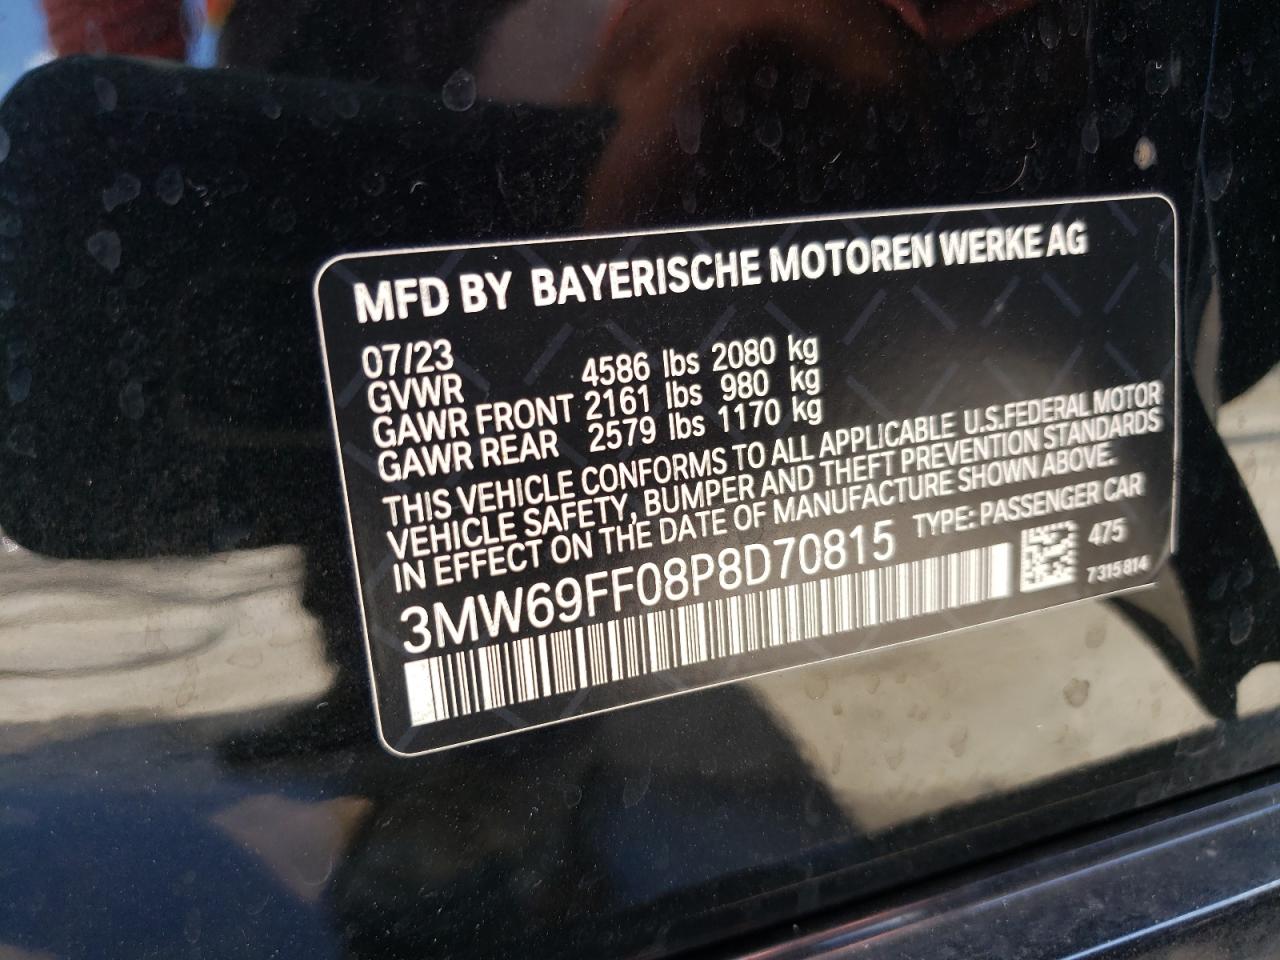 MFD BY BAYERISCHE MOTOREN WERKE AG
07/23
GVWR 4586 lbs 2080 kg
GAWR FRONT 2161 lbs 980 kg
GAWR REAR 2579 lbs 1170 kg
THIS VEHICLE CONFORMS TO ALL APPLICABLE U.S.FEDERAL MOTOR
VEHICLE SAFETY, BUMPER AND THEFT PREVENTION STANDARDS
IN EFFECT ON THE DATE OF MANUFACTURE SHOWN ABOVE.
3MW69FF08P8D70815 TYPE: PASSENGER CAR
475
7315814